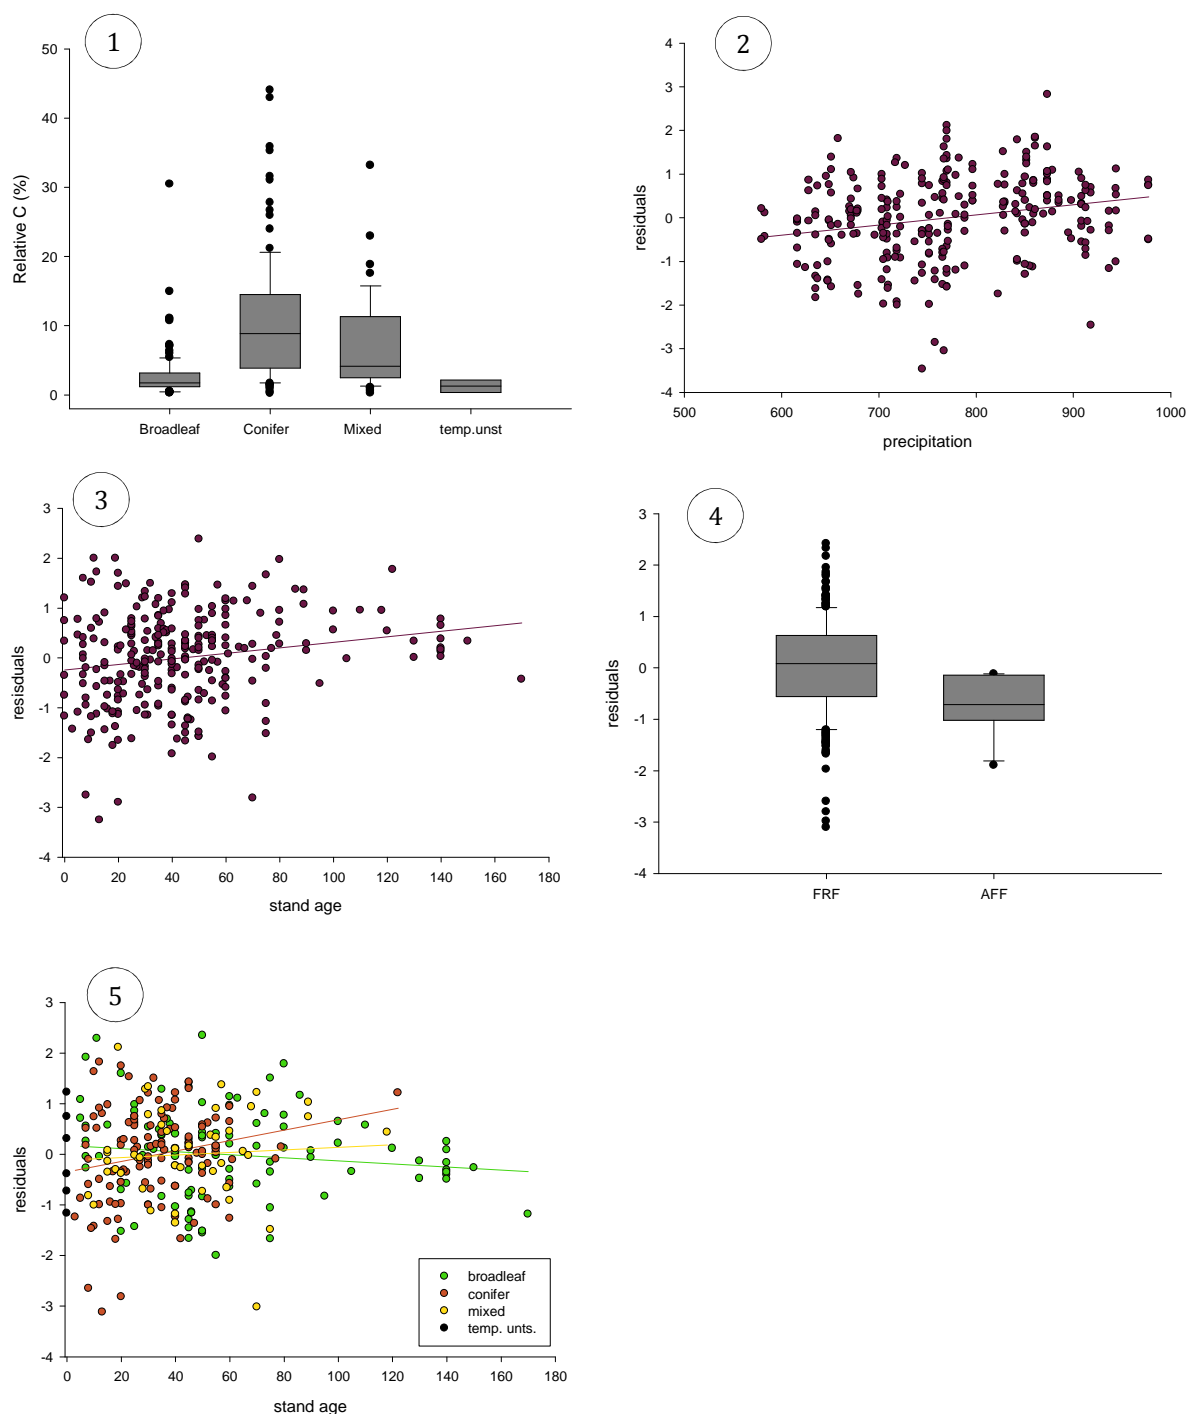 1
50
40
30
20
10
0
Relative C (%)
Broadleaf Conifer Mixed temp.unst
2
4
3
2
1
0
-1
-2
-3
-4
residuals
500 600 700 800 900 1000
precipitation
3
3
2
1
0
-1
-2
-3
-4
resisduals
0 20 40 60 80 100 120 140 160 180
stand age
4
3
2
1
0
-1
-2
-3
-4
residuals
FRF AFF
5
3
2
1
0
-1
-2
-3
-4
residuals
broadleaf
conifer
mixed
temp. unts.
0 20 40 60 80 100 120 140 160 180
stand age